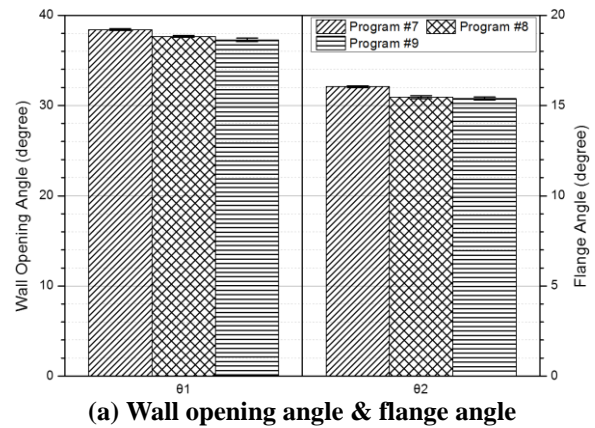 Wall Opening Angle (degree)
40
30
20
10
0
Program #7
Program #8
Program #9
Flange Angle (degree)
20
15
10
5
0
θ1
θ2
(a) Wall opening angle & flange angle